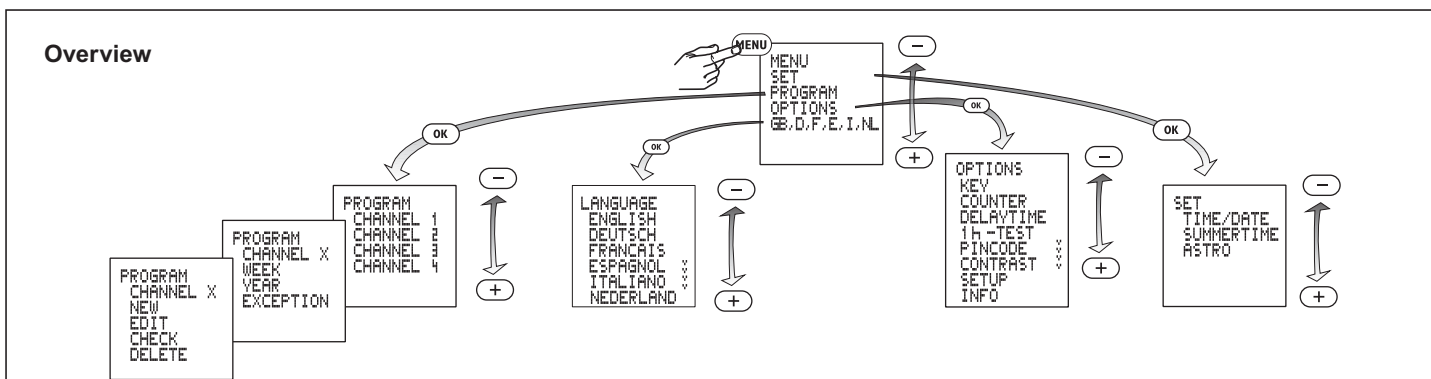 Overview
MENU
MENU
SET
PROGRAM
OPTIONS
GB,D,F,E,I,NL
−
+
OK
OK
OK
OK
PROGRAM
CHANNEL X
NEW
EDIT
CHECK
DELETE
PROGRAM
CHANNEL X
WEEK
YEAR
EXCEPTION
PROGRAM
CHANNEL 1
CHANNEL 2
CHANNEL 3
CHANNEL 4
−
+
LANGUAGE
ENGLISH
DEUTSCH
FRANCAIS
ESPAGNOL
ITALIANO
NEDERLAND
−
+
OPTIONS
KEY
COUNTER
DELAYTIME
1h-TEST
PINCODE
CONTRAST
SETUP
INFO
−
+
SET
TIME/DATE
SUMMERTIME
ASTRO
−
+